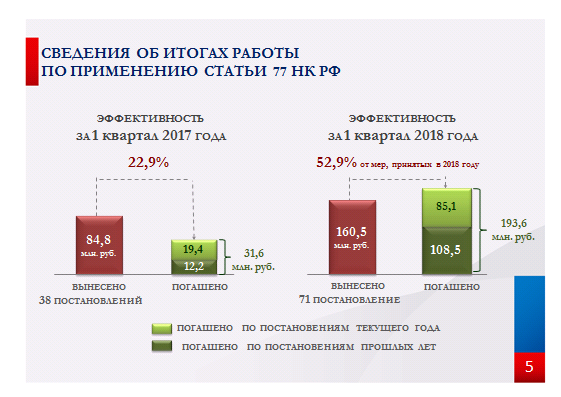 СВЕДЕНИЯ ОБ ИТОГАХ РАБОТЫ
ПО ПРИМЕНЕНИЮ СТАТЬИ 77 НК РФ
ЭФФЕКТИВНОСТЬ
ЗА 1 квартал 2017 ГОДА
22,9%
84,8
млн. руб.
19,4
12,2
31,6
млн. руб.
ВЫНЕСЕНО
38 ПОСТАНОВЛЕНИЙ
ПОГАШЕНО
ЭФФЕКТИВНОСТЬ
ЗА 1 квартал 2018 ГОДА
52,9% от мер, принятых в 2018 году
160,5
млн. руб.
85,1
108,5
193,6
млн. руб.
ВЫНЕСЕНО
71 ПОСТАНОВЛЕНИЕ
ПОГАШЕНО
ПОГАШЕНО ПО ПОСТАНОВЛЕНИЯМ ТЕКУЩЕГО ГОДА
ПОГАШЕНО ПО ПОСТАНОВЛЕНИЯМ ПРОШЛЫХ ЛЕТ
5